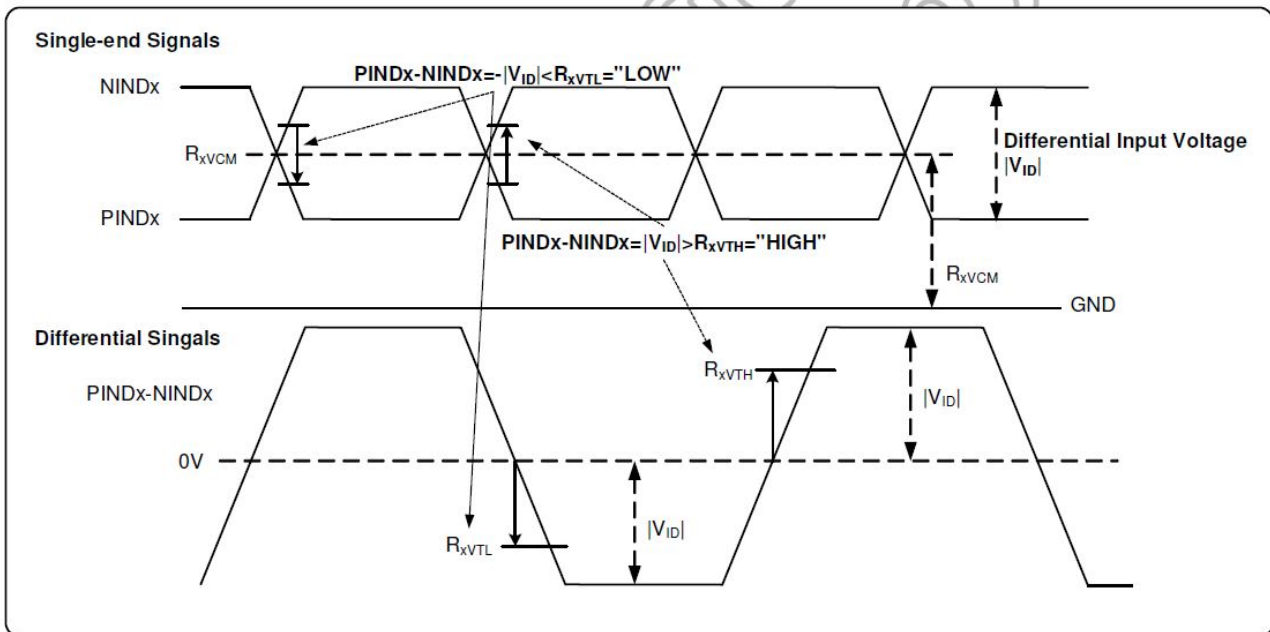 Single-end Signals
PINDx-NINDx=-|VID|<RxVTL="LOW"
NINDx
RxVCM
Differential Input Voltage
|VID|
PINDx
PINDx-NINDx=|VID|>RxVTH="HIGH"
RxVCM
GND
Differential Singals
PINDx-NINDx
RxVTH
|VID|
0V
RxVTL
|VID|